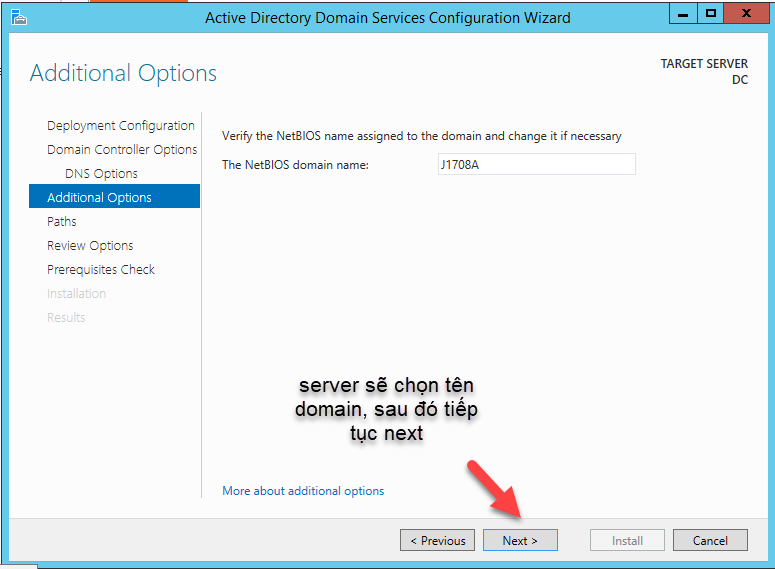 Active Directory Domain Services Configuration Wizard
Additional Options
TARGET SERVER
DC
Deployment Configuration
Domain Controller Options
DNS Options
Additional Options
Paths
Review Options
Prerequisites Check
Installation
Results
Verify the NetBIOS name assigned to the domain and change it if necessary
The NetBIOS domain name: J1708A
server sẽ chọn tên
domain, sau đó tiếp
tục next
More about additional options
< Previous Next > Install Cancel